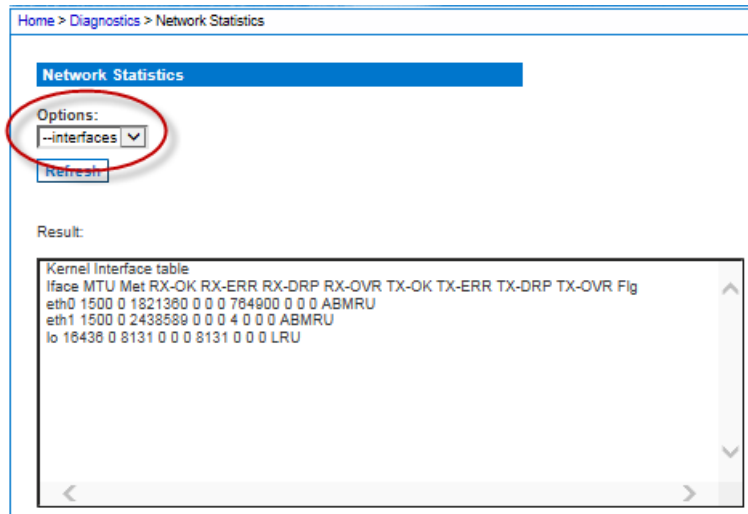 Home > Diagnostics > Network Statistics
Network Statistics
Options:
--interfaces
Refresh
Result:
Kernel Interface table
Iface MTU Met RX-OK RX-ERR RX-DRP RX-OVR TX-OK TX-ERR TX-DRP TX-OVR Flg
eth0 1500 0 1821360 0 0 0 764900 0 0 0 ABMRU
eth1 1500 0 2438589 0 0 0 4 0 0 0 ABMRU
lo 16436 0 8131 0 0 0 8131 0 0 0 LRU